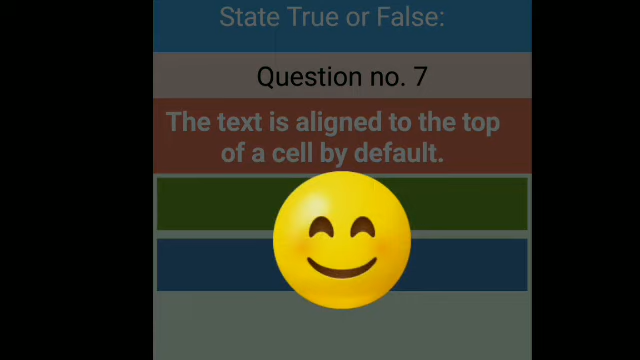 State True or False:
Question no. 7
The text is aligned to the top
of a cell by default.